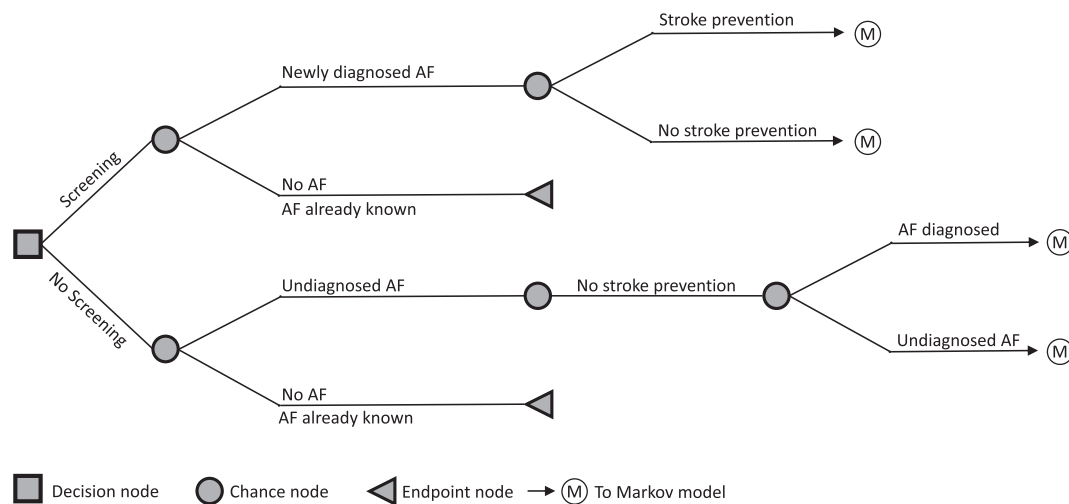 Stroke prevention
M
Newly diagnosed AF
No stroke prevention
M
Screening
No AF
AF already known
AF diagnosed
M
No Screening
Undiagnosed AF
No stroke prevention
Undiagnosed AF
M
No AF
AF already known
Decision node
Chance node
Endpoint node
M To Markov model